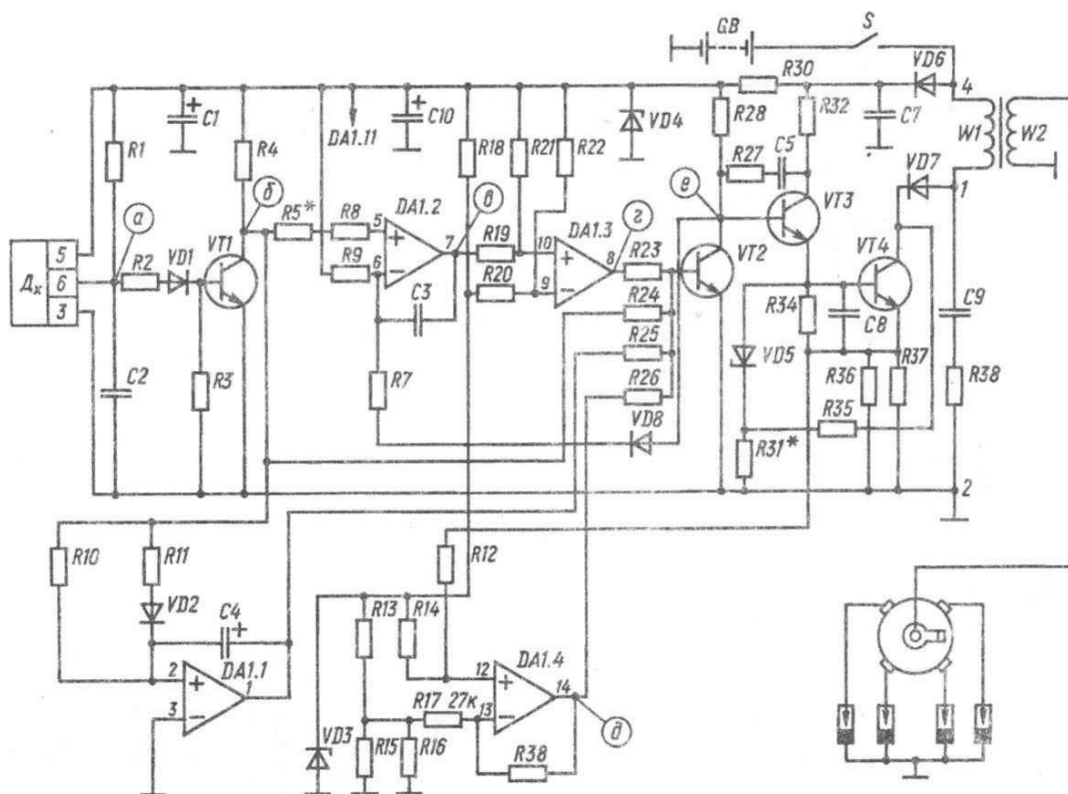 GB
S
R30
VD6
4
C1
C10
R28
R32
C7
R1
R4
DA1.11
R18
R21
R22
VD4
R27
C5
W1
W2
VD7
1
а
б
R5*
R8
5
DA1.2
в
7
R19
10
DA1.3
г
8
R23
е
VT3
VT4
5
Дх
6
3
R2
VD1
VT1
R9
6
R20
9
VT2
C3
R24
R34
C8
C9
C2
R3
R7
R25
VD5
R36
R37
R38
R26
VD8
R35
R31*
2
R10
R11
R12
VD2
C4
R13
R14
DA1.1
2
1
3
DA1.4
12
14
R17 27к
13
д
VD3
R15
R16
R38